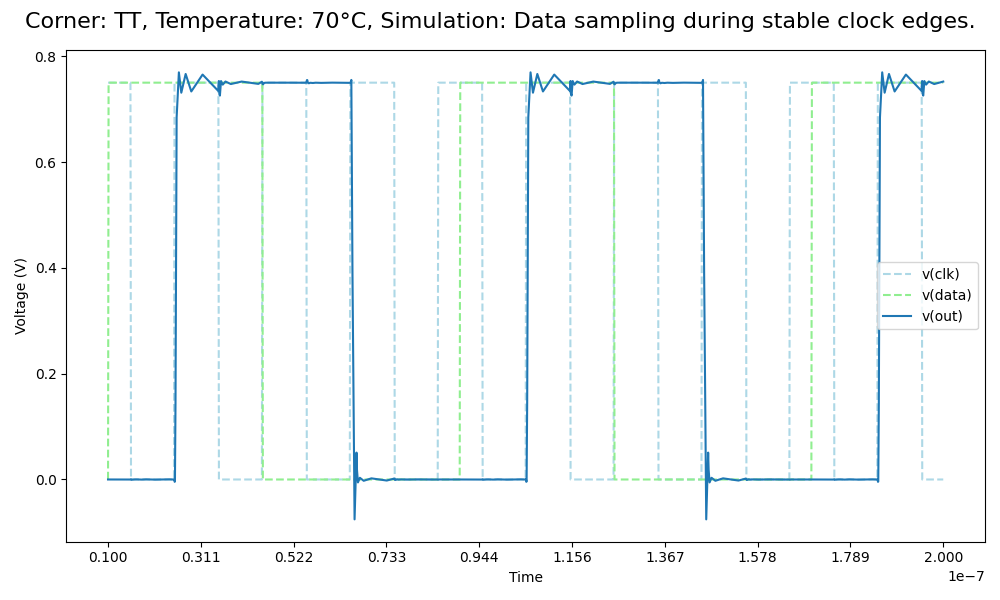 Corner: TT, Temperature: 70°C, Simulation: Data sampling during stable clock edges.
0.8
0.6
0.4
0.2
0.0
Voltage (V)
v(clk)
v(data)
v(out)
0.100 0.311 0.522 0.733 0.944 1.156 1.367 1.578 1.789 2.000
Time
1e−7